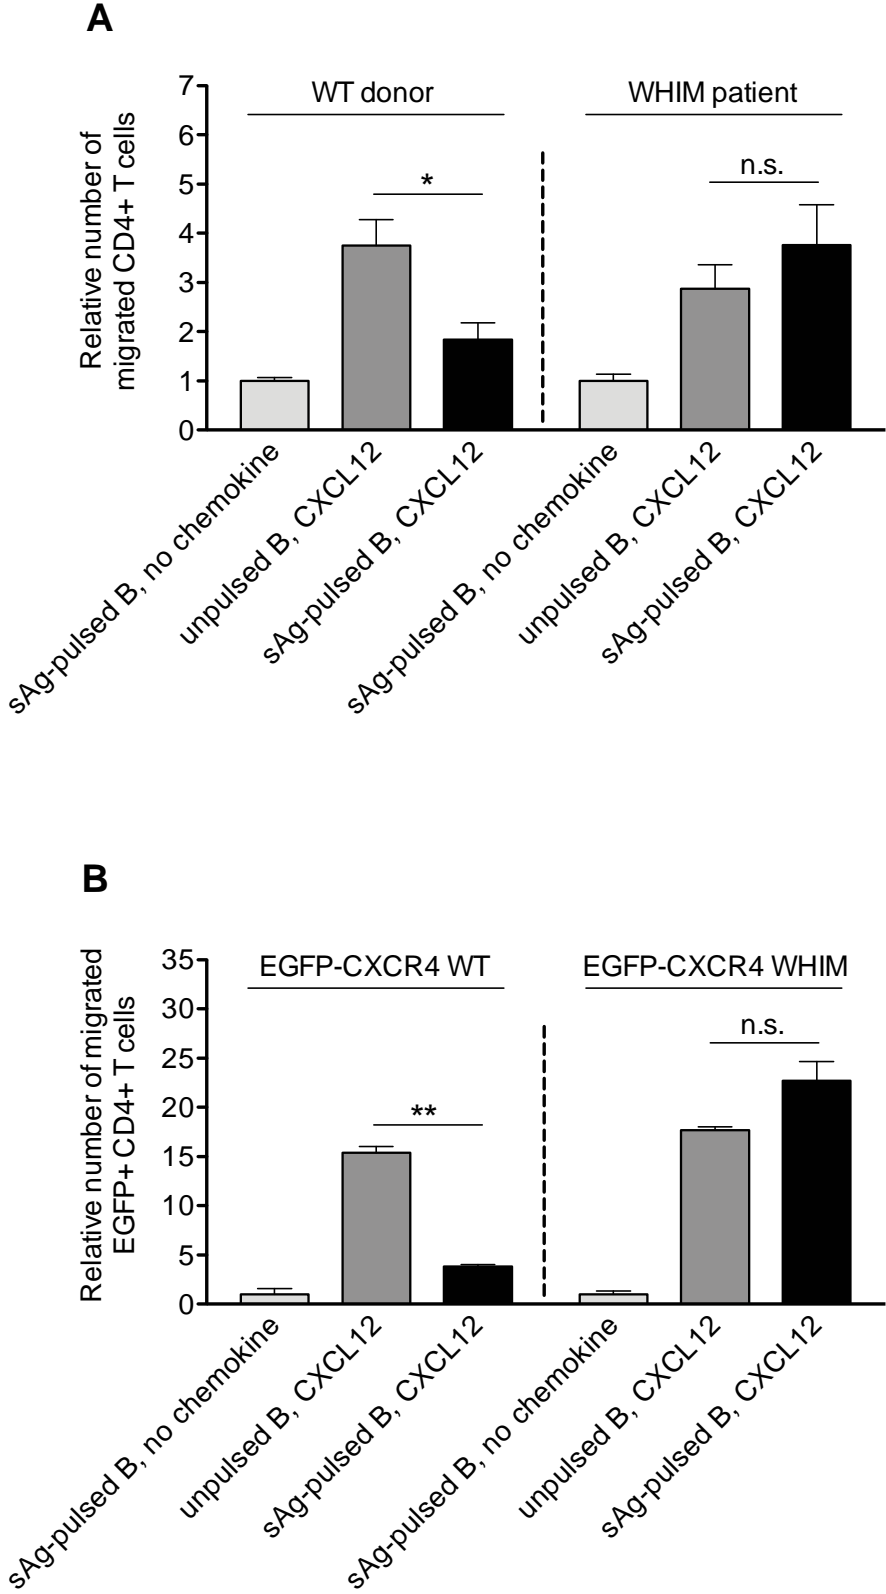 A
Relative number of
migrated CD4+ T cells
7
6
5
4
3
2
1
0
WT donor
WHIM patient
*
n.s.
sAg-pulsed B, no chemokine
unpulsed B, CXCL12
sAg-pulsed B, CXCL12
sAg-pulsed B, no chemokine
unpulsed B, CXCL12
sAg-pulsed B, CXCL12
B
Relative number of migrated
EGFP+ CD4+ T cells
35
30
25
20
15
10
5
0
EGFP-CXCR4 WT
EGFP-CXCR4 WHIM
**
n.s.
sAg-pulsed B, no chemokine
unpulsed B, CXCL12
sAg-pulsed B, CXCL12
sAg-pulsed B, no chemokine
unpulsed B, CXCL12
sAg-pulsed B, CXCL12